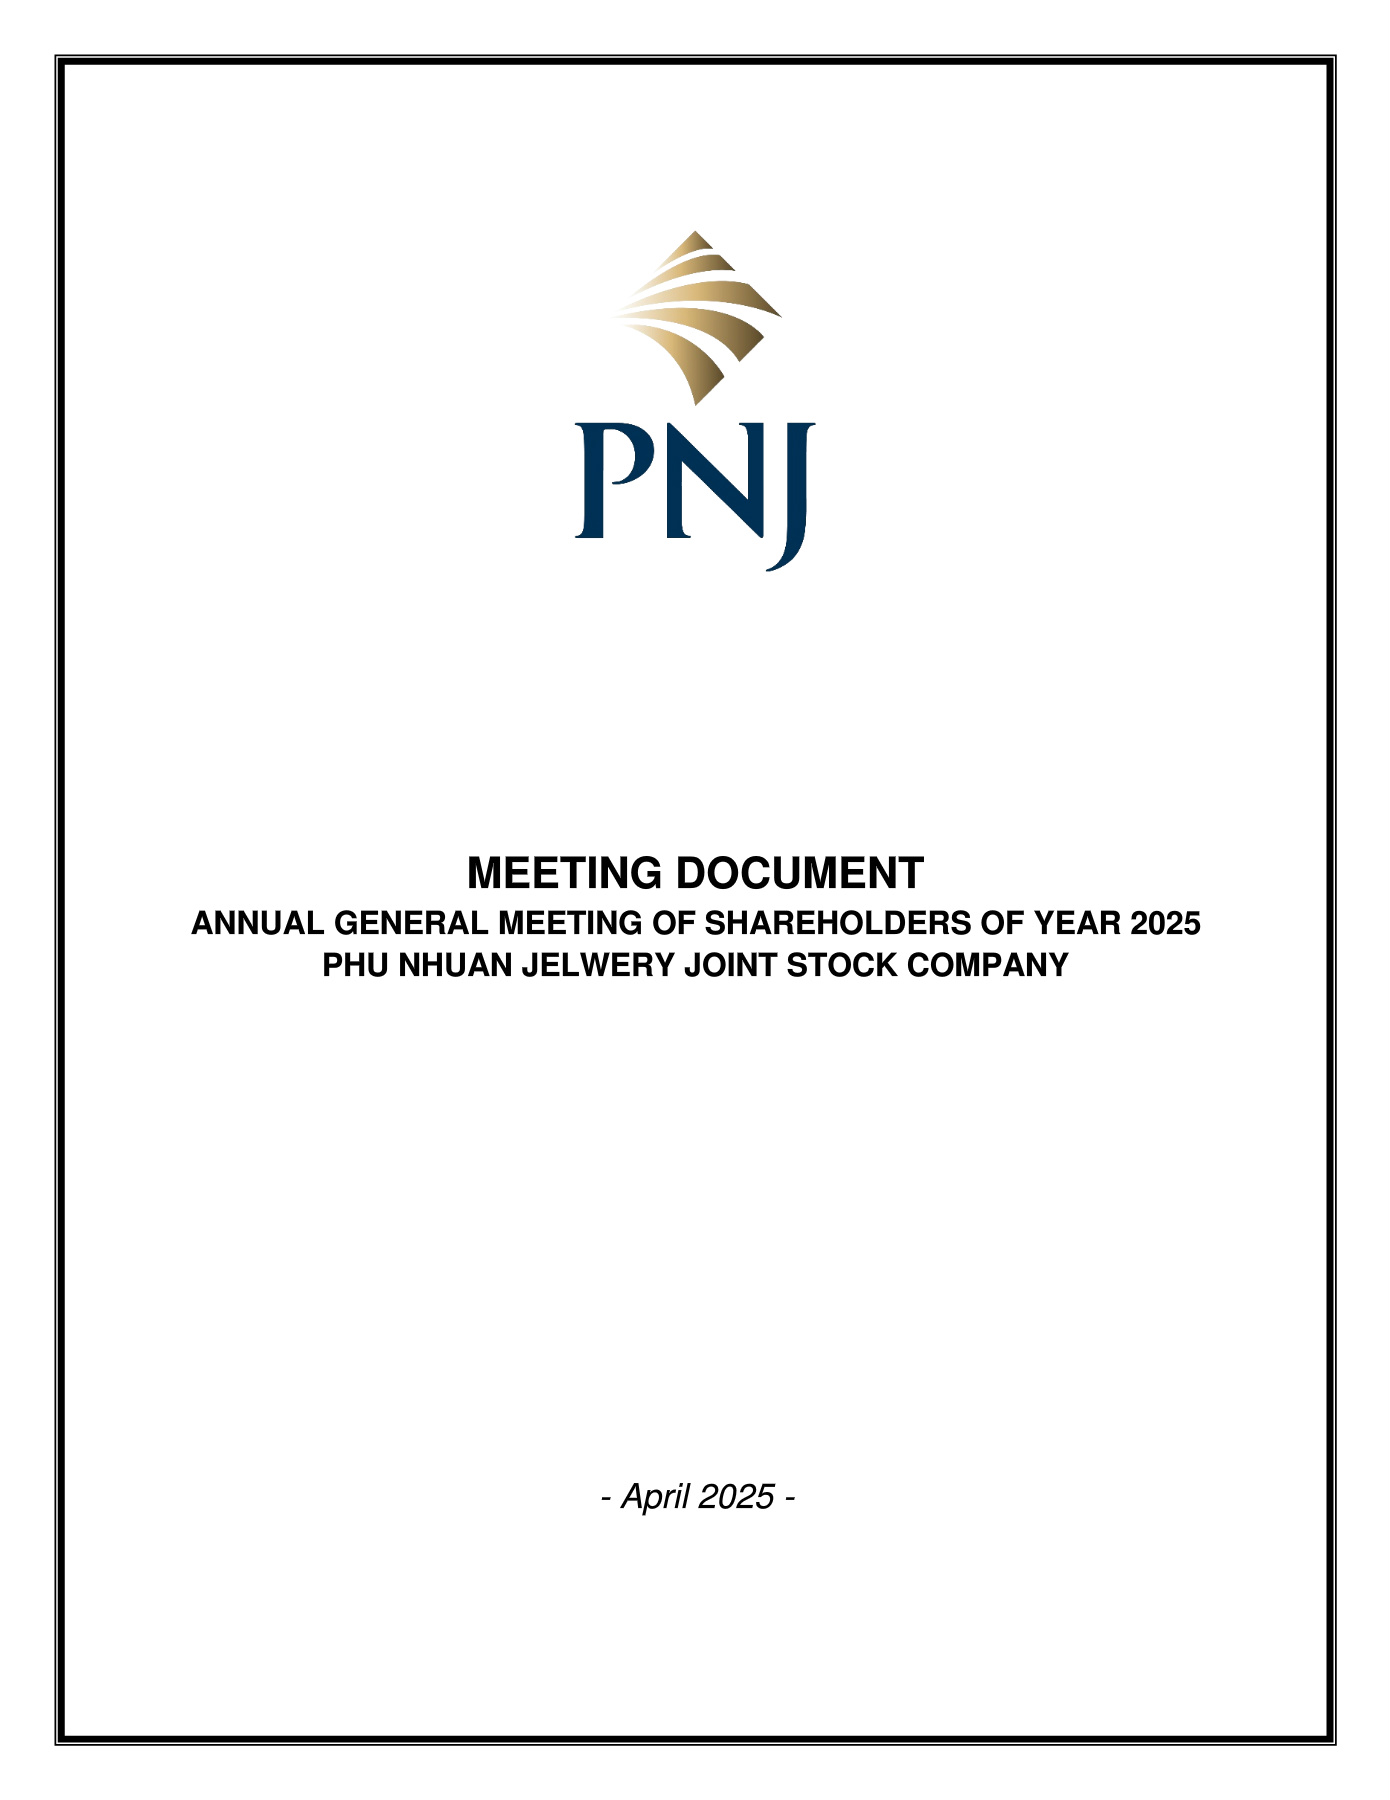 PNJ
MEETING DOCUMENT
ANNUAL GENERAL MEETING OF SHAREHOLDERS OF YEAR 2025
PHU NHUAN JELWERY JOINT STOCK COMPANY
- April 2025 -